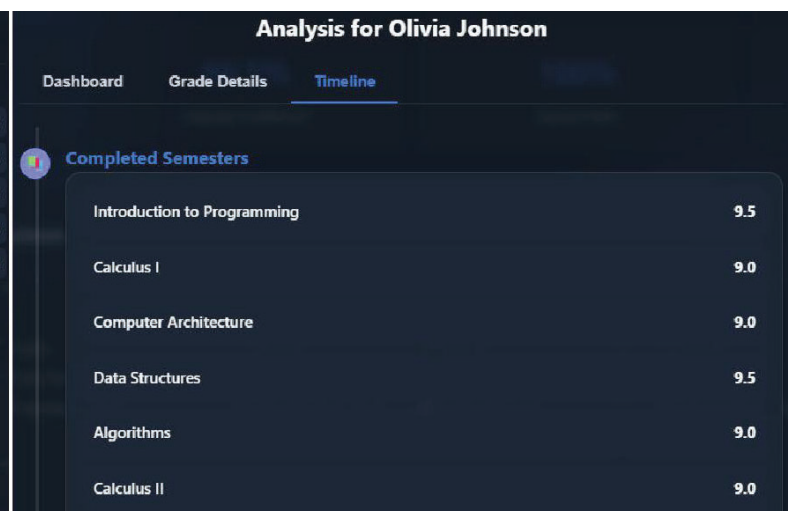 Analysis for Olivia Johnson
Dashboard Grade Details Timeline
Completed Semesters
Introduction to Programming 9.5
Calculus I 9.0
Computer Architecture 9.0
Data Structures 9.5
Algorithms 9.0
Calculus II 9.0